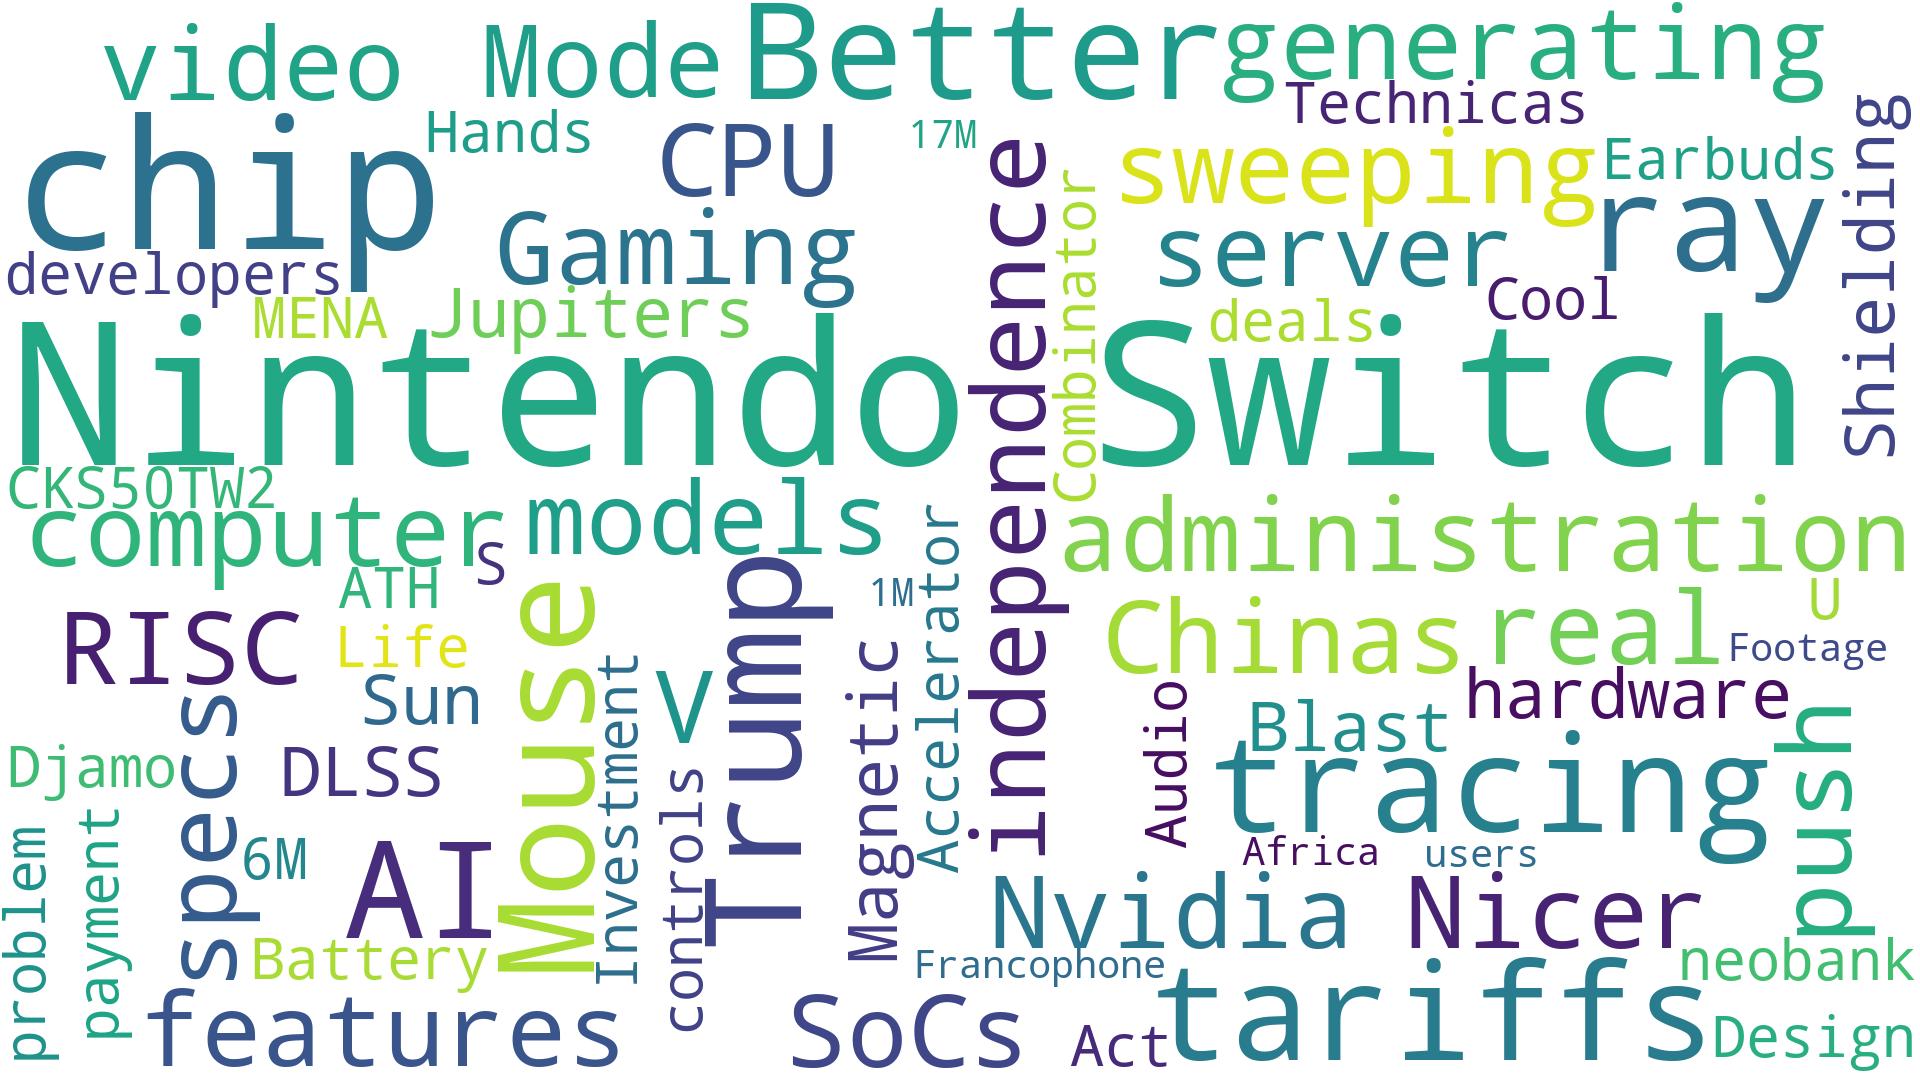 video
Mode
Better
generating
Technicas
Hands
CPU
17M
chip
sweeping
Earbuds
Shielding
independence
Combinator
Gaming
server
ray
developers
MENA
Jupiters
deals
Cool
Nintendo
Switch
CKS50TW2
computer
models
administration
S
ATH
Trump
1M
Accelerator
U
RISC
Life
Mouse
Chinas
real
Footage
Sun
Investment
V
Magnetic
Audio
hardware
Blast
specs
push
Djamo
DLSS
tracing
controls
payment
problem
6M
AI
Africa
users
Battery
Nvidia
Nicer
Francophone
neobank
features
SoCs
Act
tariffs
Design